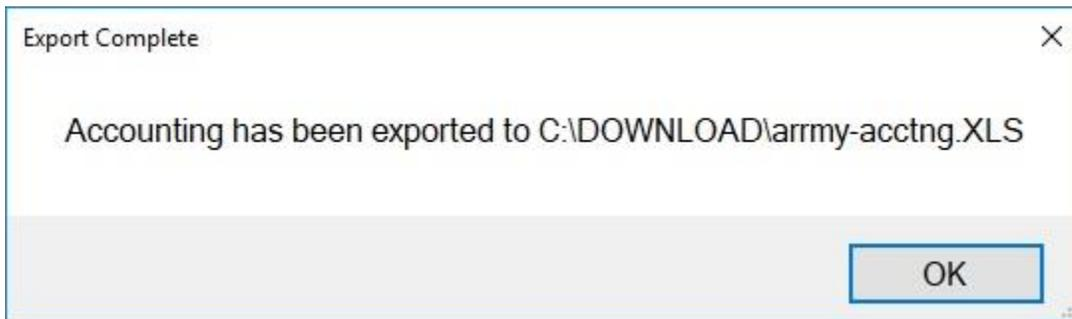 Export Complete
Accounting has been exported to C:\DOWNLOAD\arrmy-acctng.XLS
OK